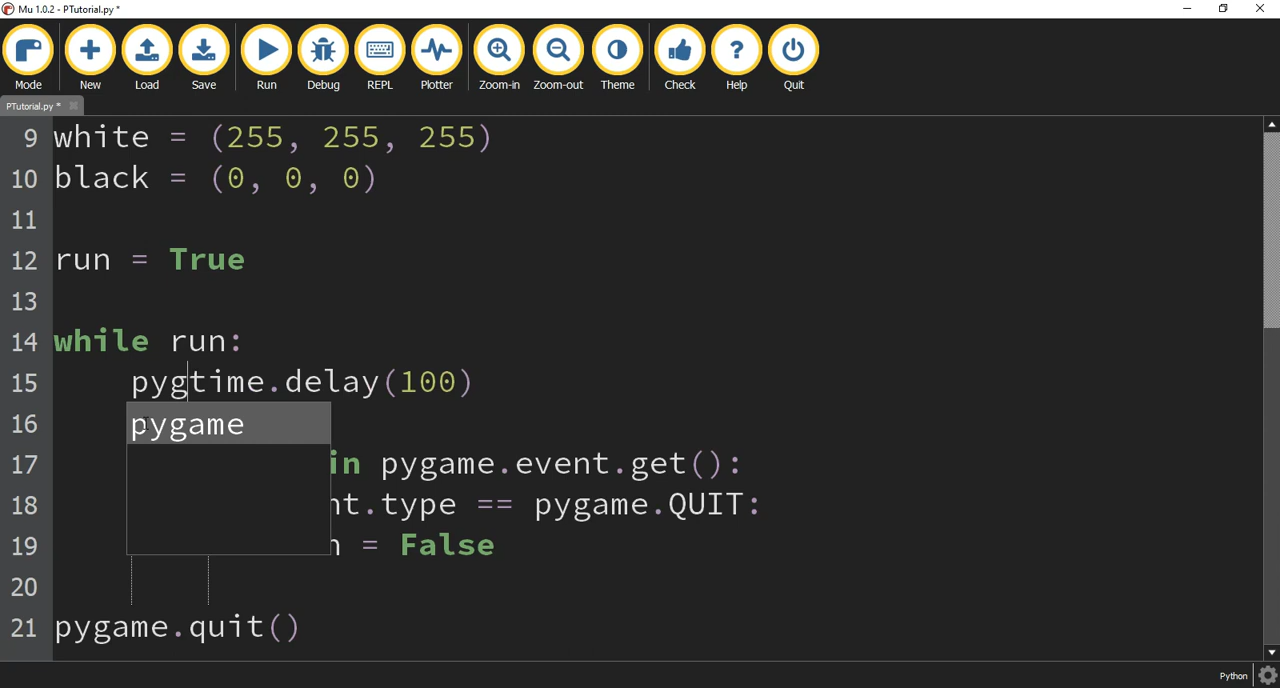 Mu 1.0.2 - PTutorial.py *
Mode New Load Save Run Debug REPL Plotter Zoom-in Zoom-out Theme Check Help Quit
PTutorial.py *
9 white = (255, 255, 255)
10 black = (0, 0, 0)
11
12 run = True
13
14 while run:
15 pygtime.delay(100)
16 pygame
17 in pygame.event.get():
18 nt.type == pygame.QUIT:
19 n = False
20
21 pygame.quit()
Python